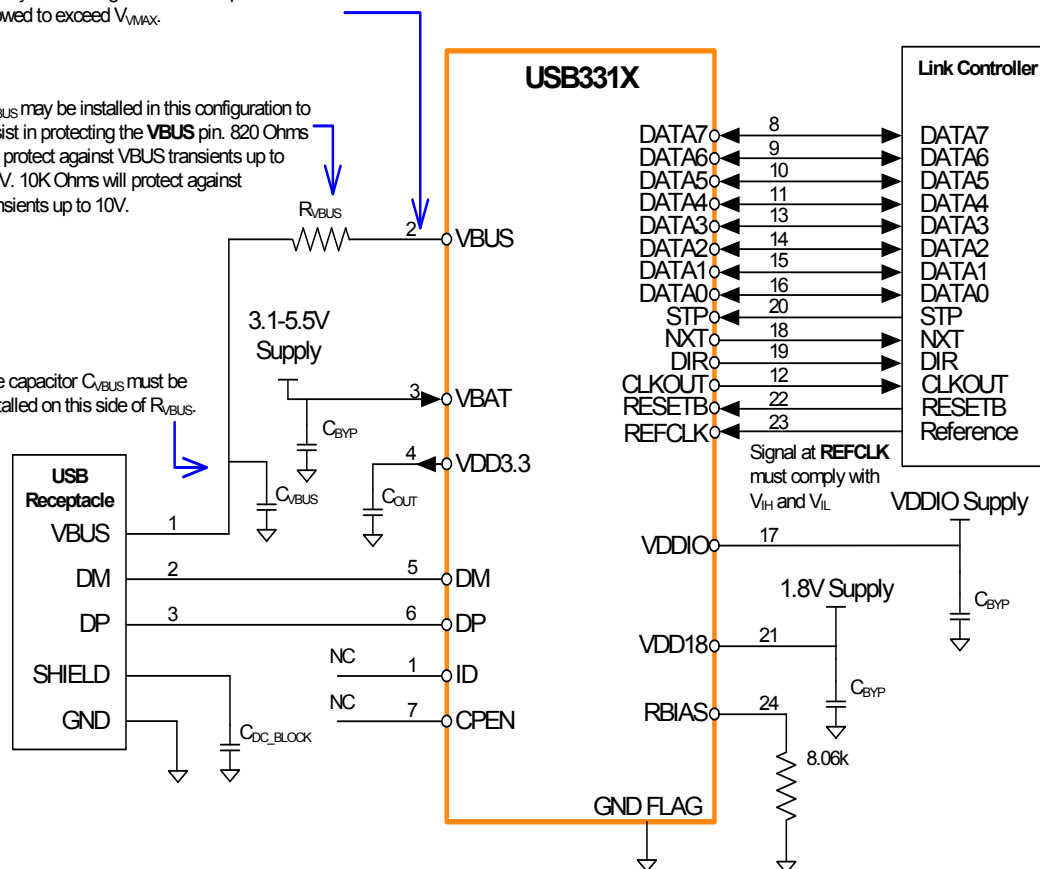 allowed to exceed VVMAX.
USB331X
Link Controller
RVBUS may be installed in this configuration to
assist in protecting the VBUS pin. 820 Ohms
protect against VBUS transients up to
V. 10K Ohms will protect against
transients up to 10V.
RVBUS
2
VBUS
3.1-5.5V
Supply
capacitor CVBUS must be
installed on this side of RVBUS.
3
VBAT
CBYP
4
VDD3.3
CVBUS
COUT
USB
Receptacle
VBUS
1
DM
2
5
DM
DP
3
6
DP
SHIELD
NC
1
ID
GND
NC
7
CPEN
CDC_BLOCK
DATA7
8
DATA7
DATA6
9
DATA6
DATA5
10
DATA5
DATA4
11
DATA4
DATA3
13
DATA3
DATA2
14
DATA2
DATA1
15
DATA1
DATA0
16
DATA0
STP
20
STP
NXT
18
NXT
DIR
19
DIR
CLKOUT
12
CLKOUT
RESETB
22
RESETB
REFCLK
23
Reference
Signal at REFCLK
must comply with
VIH and VIL
VDDIO Supply
VDDIO
17
CBYP
1.8V Supply
VDD18
21
CBYP
RBIAS
24
8.06k
GND FLAG